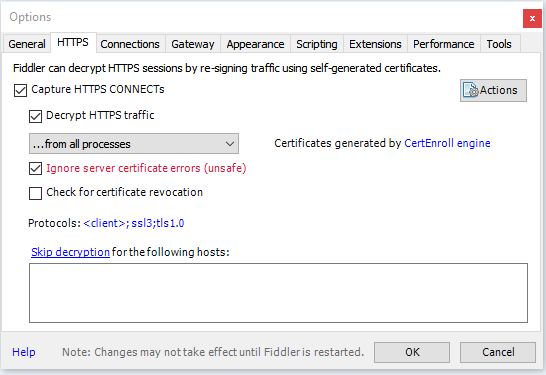 Options
x
General HTTPS Connections Gateway Appearance Scripting Extensions Performance Tools
Fiddler can decrypt HTTPS sessions by re-signing traffic using self-generated certificates.
Capture HTTPS CONNECTs
Actions
Decrypt HTTPS traffic
...from all processes
Certificates generated by CertEnroll engine
Ignore server certificate errors (unsafe)
Check for certificate revocation
Protocols: <client>;ssl3;tls1.0
Skip decryption for the following hosts:
Help Note: Changes may not take effect until Fiddler is restarted. OK Cancel